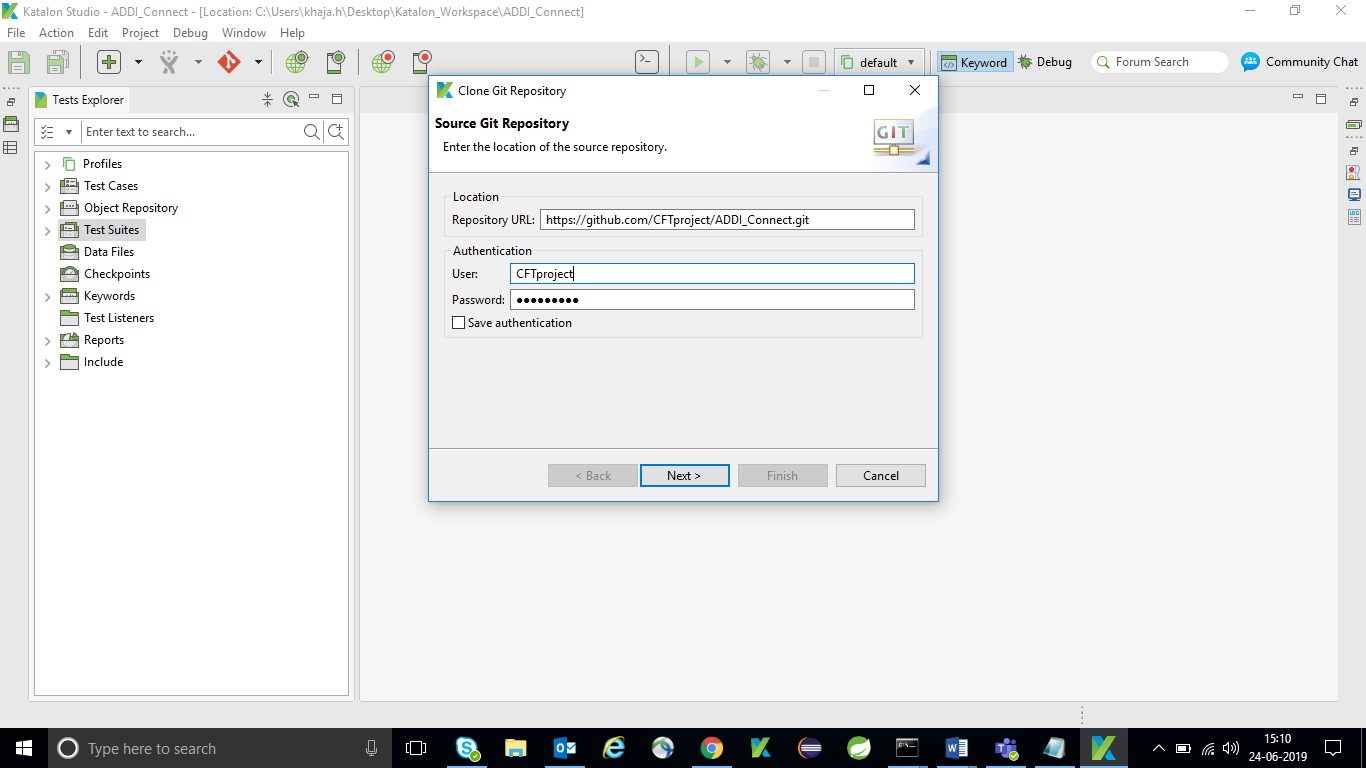 Katalon Studio - ADDI_Connect - [Location: C:\Users\khaja.h\Desktop\Katalon_Workspace\ADDI_Connect]
File Action Edit Project Debug Window Help
default Keyword Debug Forum Search Community Chat
Tests Explorer
Enter text to search...
Profiles
Test Cases
Object Repository
Test Suites
Data Files
Checkpoints
Keywords
Test Listeners
Reports
Include
Clone Git Repository
Source Git Repository
Enter the location of the source repository.
GIT
Location
Repository URL: https://github.com/CFTproject/ADDI_Connect.git
Authentication
User: CFTproject
Password: ●●●●●●●●●
Save authentication
< Back Next > Finish Cancel
Type here to search
15:10
24-06-2019